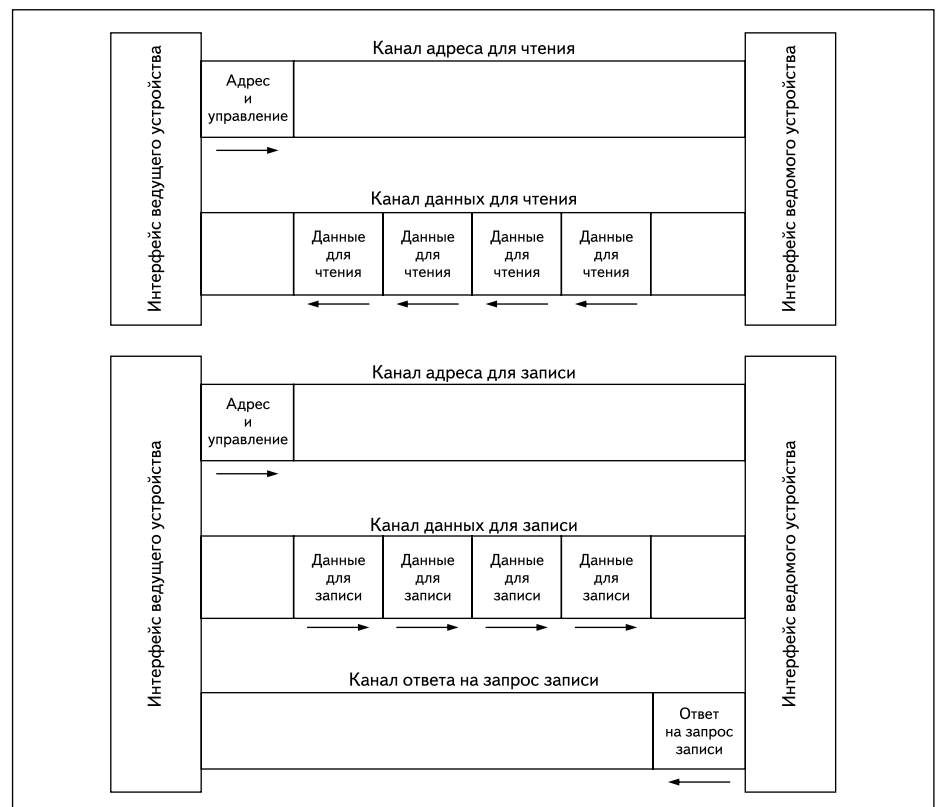 Интерфейс ведущего устройства
Канал адреса для чтения
Адрес
и
управление
Канал данных для чтения
Данные
для
чтения
Данные
для
чтения
Данные
для
чтения
Данные
для
чтения
Интерфейс ведомого устройства
Интерфейс ведущего устройства
Канал адреса для записи
Адрес
и
управление
Канал данных для записи
Данные
для
записи
Данные
для
записи
Данные
для
записи
Данные
для
записи
Канал ответа на запрос записи
Ответ
на запрос
записи
Интерфейс ведомого устройства